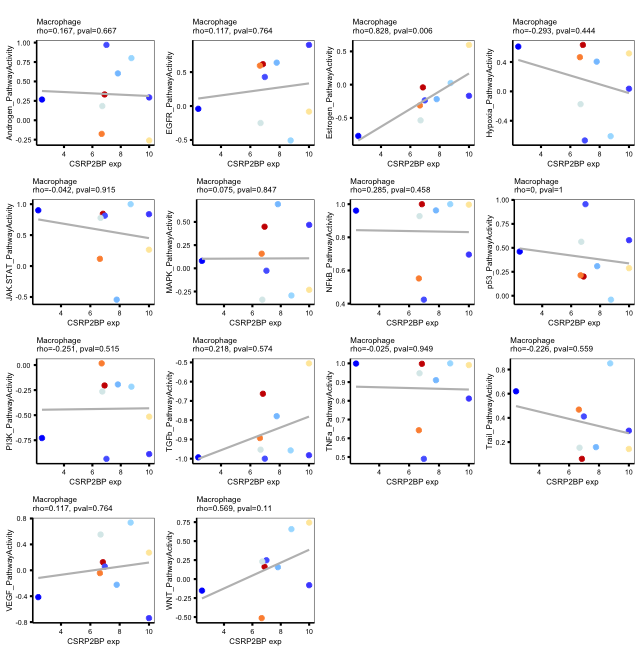 Macrophage
rho=0.167, pval=0.667
Androgen_PathwayActivity
1.00
0.75
0.50
0.25
0.00
-0.25
4 6 8 10
CSRP2BP exp
Macrophage
rho=0.117, pval=0.764
EGFR_PathwayActivity
0.5
0.0
-0.5
4 6 8 10
CSRP2BP exp
Macrophage
rho=0.828, pval=0.006
Estrogen_PathwayActivity
0.5
0.0
-0.5
4 6 8 10
CSRP2BP exp
Macrophage
rho=-0.293, pval=0.444
Hypoxia_PathwayActivity
0.4
0.0
-0.4
4 6 8 10
CSRP2BP exp
Macrophage
rho=-0.042, pval=0.915
JAK-STAT_PathwayActivity
1.0
0.5
0.0
-0.5
4 6 8 10
CSRP2BP exp
Macrophage
rho=0.075, pval=0.847
MAPK_PathwayActivity
0.50
0.25
0.00
-0.25
4 6 8 10
CSRP2BP exp
Macrophage
rho=0.285, pval=0.458
NFkB_PathwayActivity
1.0
0.8
0.6
0.4
4 6 8 10
CSRP2BP exp
Macrophage
rho=0, pval=1
p53_PathwayActivity
1.00
0.75
0.50
0.25
0.00
4 6 8 10
CSRP2BP exp
Macrophage
rho=-0.251, pval=0.515
PI3K_PathwayActivity
0.00
-0.25
-0.50
-0.75
4 6 8 10
CSRP2BP exp
Macrophage
rho=0.218, pval=0.574
TGFb_PathwayActivity
-0.5
-0.6
-0.7
-0.8
-0.9
-1.0
4 6 8 10
CSRP2BP exp
Macrophage
rho=-0.025, pval=0.949
TNFa_PathwayActivity
1.0
0.9
0.8
0.7
0.6
0.5
4 6 8 10
CSRP2BP exp
Macrophage
rho=-0.226, pval=0.559
Trail_PathwayActivity
0.8
0.6
0.4
0.2
4 6 8 10
CSRP2BP exp
Macrophage
rho=0.117, pval=0.764
VEGF_PathwayActivity
0.8
0.4
0.0
-0.4
-0.8
4 6 8 10
CSRP2BP exp
Macrophage
rho=0.569, pval=0.11
WNT_PathwayActivity
0.75
0.50
0.25
0.00
-0.25
-0.50
4 6 8 10
CSRP2BP exp